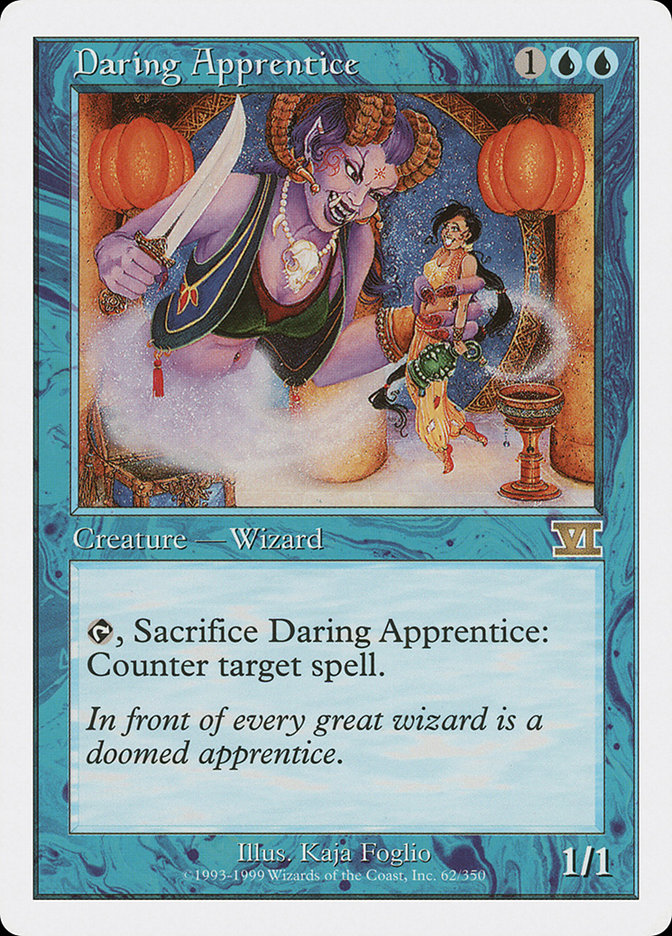 Daring Apprentice 1
Creature — Wizard VI
, Sacrifice Daring Apprentice:
Counter target spell.
In front of every great wizard is a
doomed apprentice.
Illus. Kaja Foglio
©1993-1999 Wizards of the Coast, Inc. 62/350
1/1